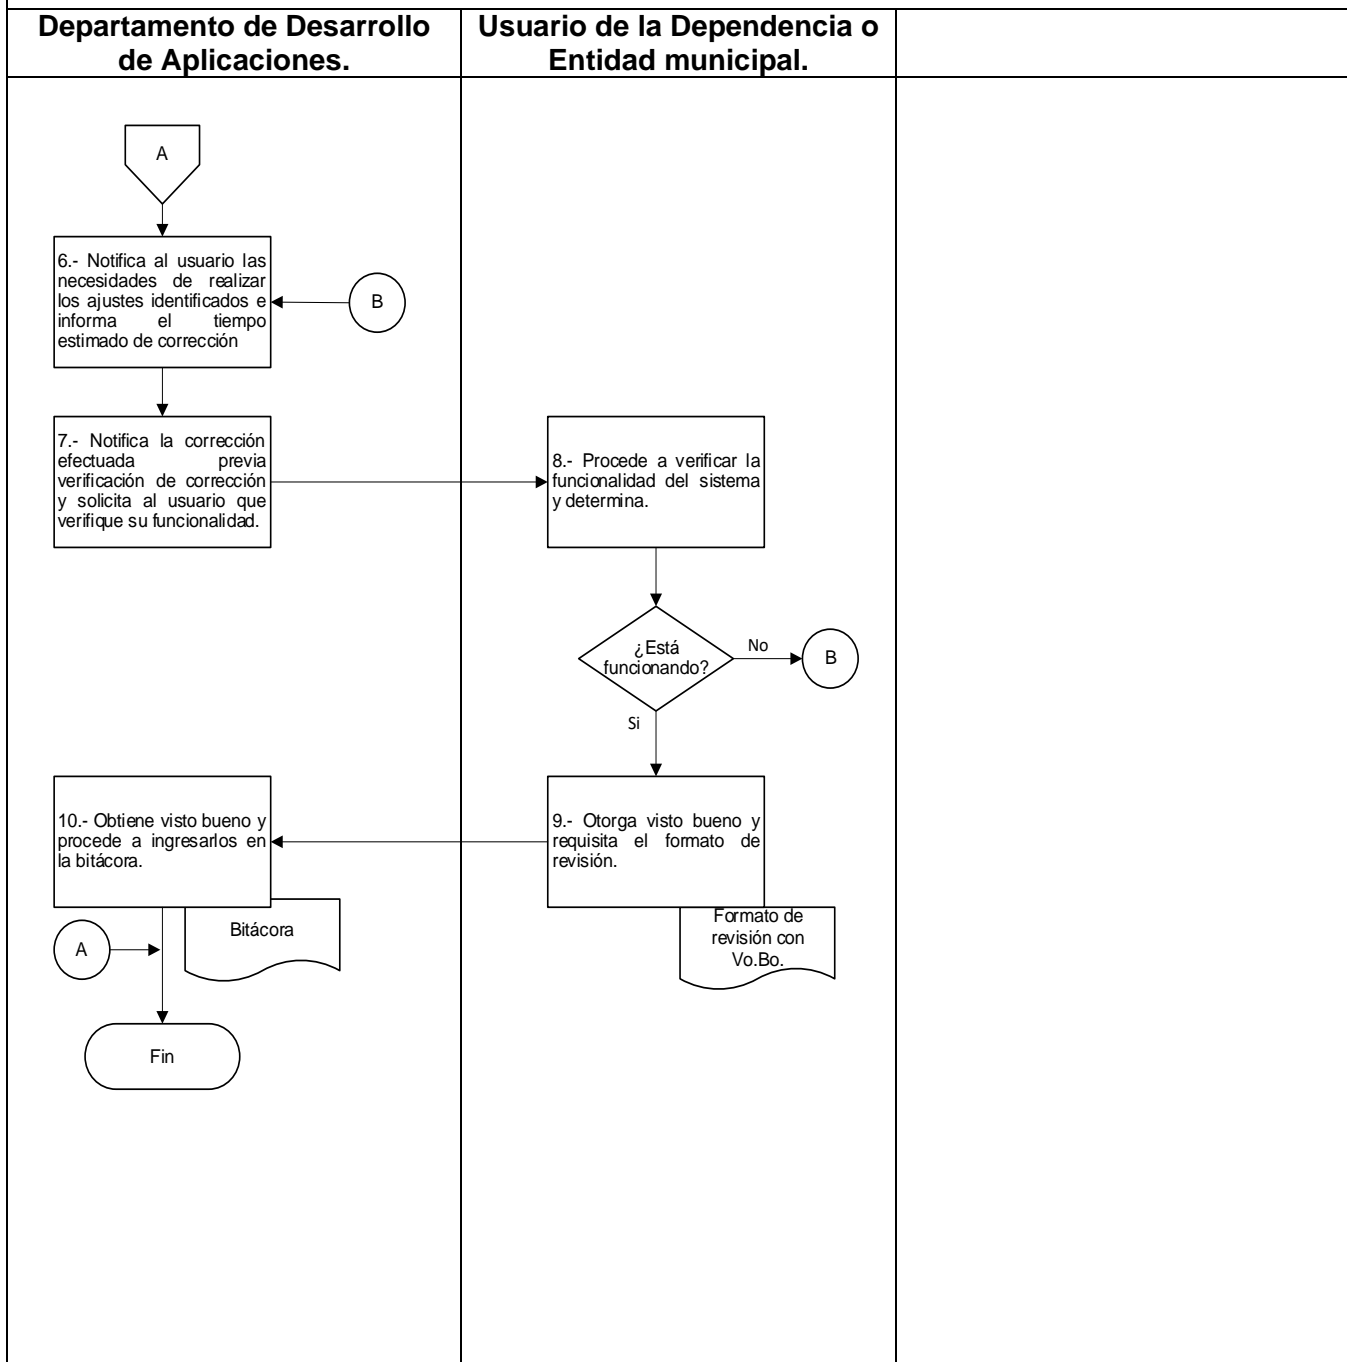 Departamento de Desarrollo
de Aplicaciones.
Usuario de la Dependencia o
Entidad municipal.
A
6.- Notifica al usuario las
necesidades de realizar
los ajustes identificados e
informa el tiempo
estimado de corrección
B
7.- Notifica la corrección
efectuada previa
verificación de corrección
y solicita al usuario que
verifique su funcionalidad.
8.- Procede a verificar la
funcionalidad del sistema
y determina.
¿Está
funcionando?
No
B
Si
10.- Obtiene visto bueno y
procede a ingresarlos en
la bitácora.
9.- Otorga visto bueno y
requisita el formato de
revisión.
A
Bitácora
Formato de
revisión con
Vo.Bo.
Fin